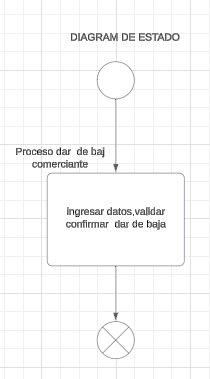 DIAGRAM DE ESTADO
Proceso dar de baj
comerciante
ingresar datos,validar
confirmar dar de baja